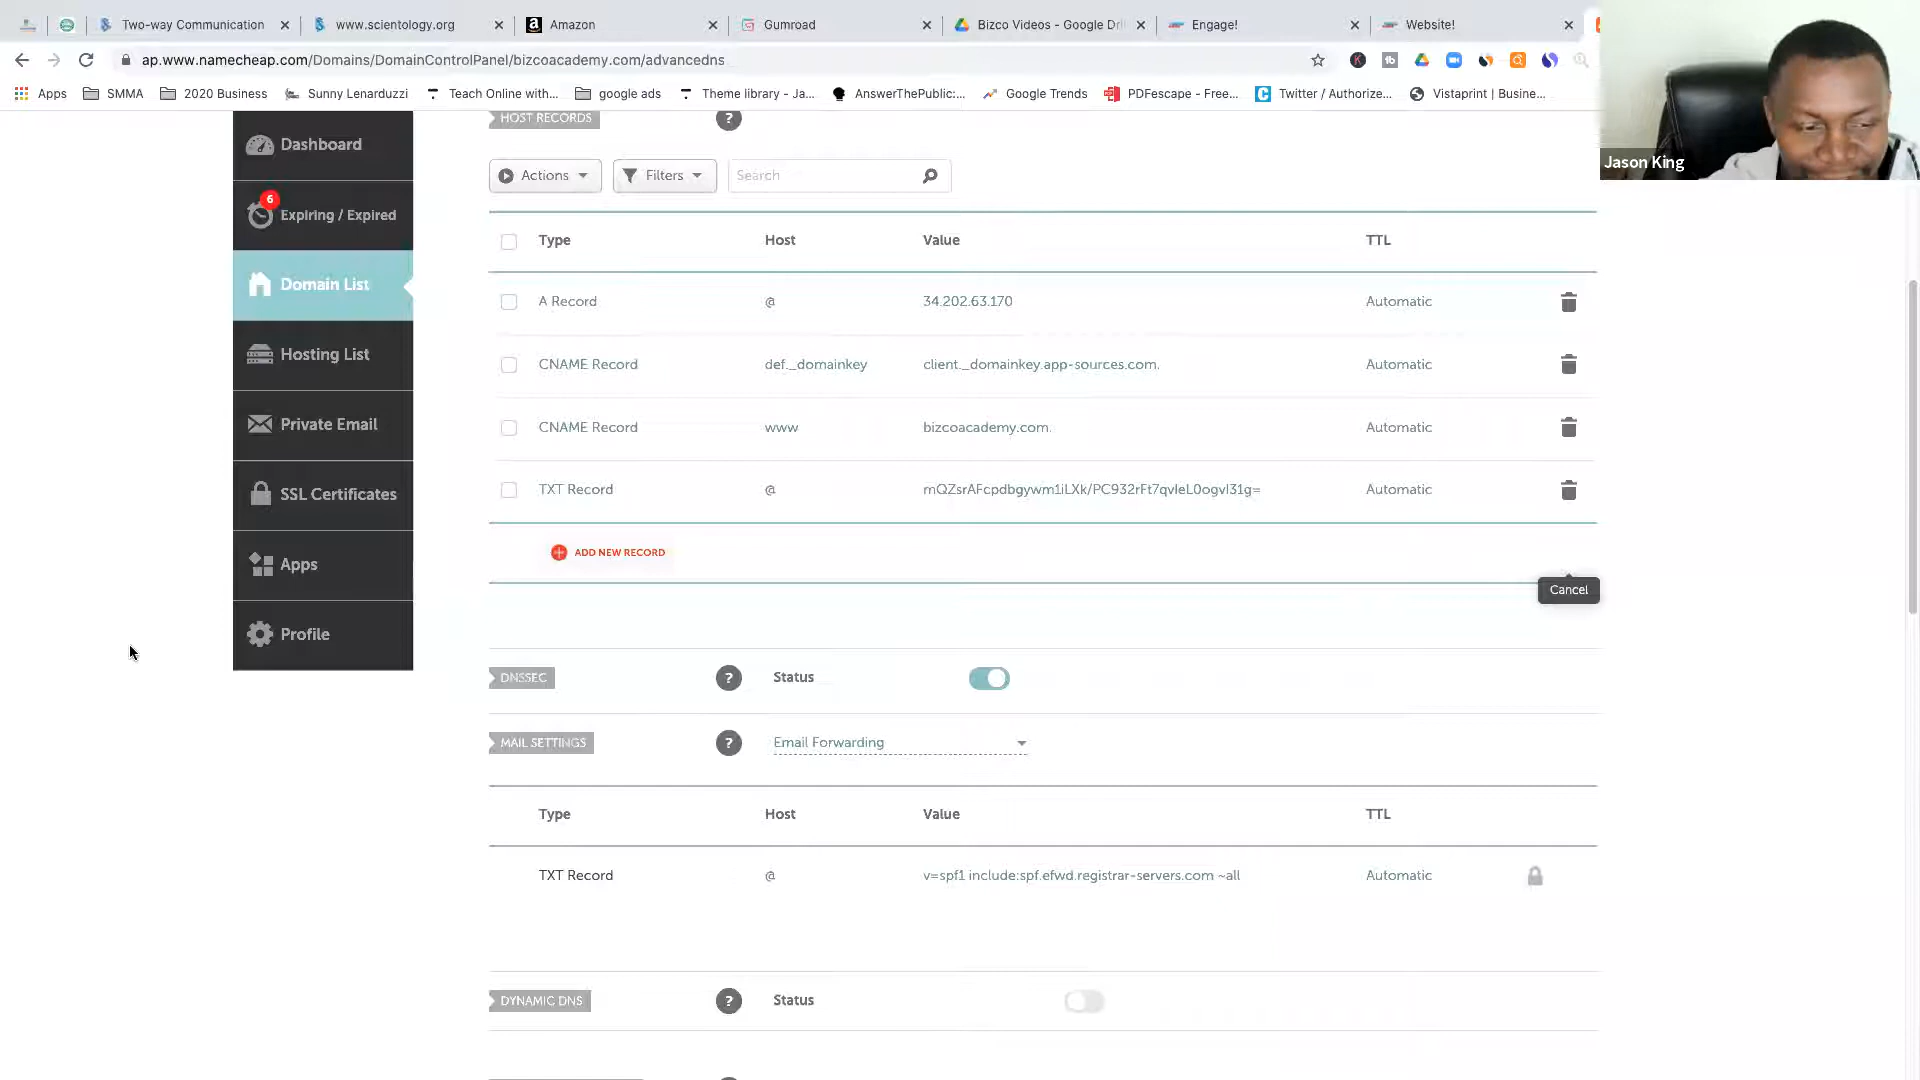 Two-way Communication
www.scientology.org
Amazon
Gumroad
Bizco Videos - Google Dri
Engage!
Website!
ap.www.namecheap.com/Domains/DomainControlPanel/bizcoacademy.com/advancedns
Apps
SMMA
2020 Business
Sunny Lenarduzzi
Teach Online with...
google ads
Theme library - Ja...
AnswerThePublic:...
Google Trends
PDFescape - Free...
Twitter / Authorize...
Vistaprint | Busine...
Jason King
Dashboard
6
Expiring / Expired
Domain List
Hosting List
Private Email
SSL Certificates
Apps
Profile
HOST RECORDS
?
Actions
Filters
Search
Type Host Value TTL
A Record @ 34.202.63.170 Automatic
CNAME Record def._domainkey client._domainkey.app-sources.com. Automatic
CNAME Record www bizcoacademy.com. Automatic
TXT Record @ mQZsrAFcpdbgywm1iLXk/PC932rFt7qvIeL0ogvI31g= Automatic
ADD NEW RECORD
Cancel
DNSSEC ? Status
MAIL SETTINGS ? Email Forwarding
Type Host Value TTL
TXT Record @ v=spf1 include:spf.efwd.registrar-servers.com ~all Automatic
DYNAMIC DNS ? Status